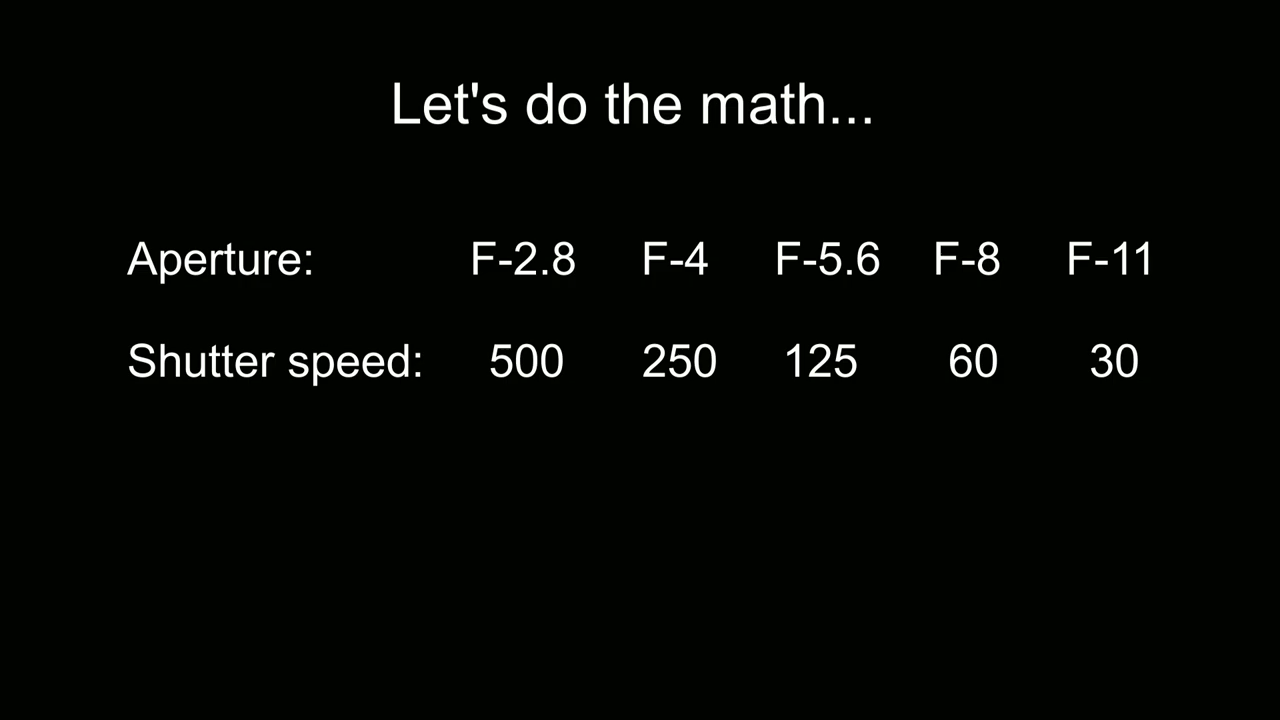 Let's do the math...
Aperture: F-2.8 F-4 F-5.6 F-8 F-11
Shutter speed: 500 250 125 60 30